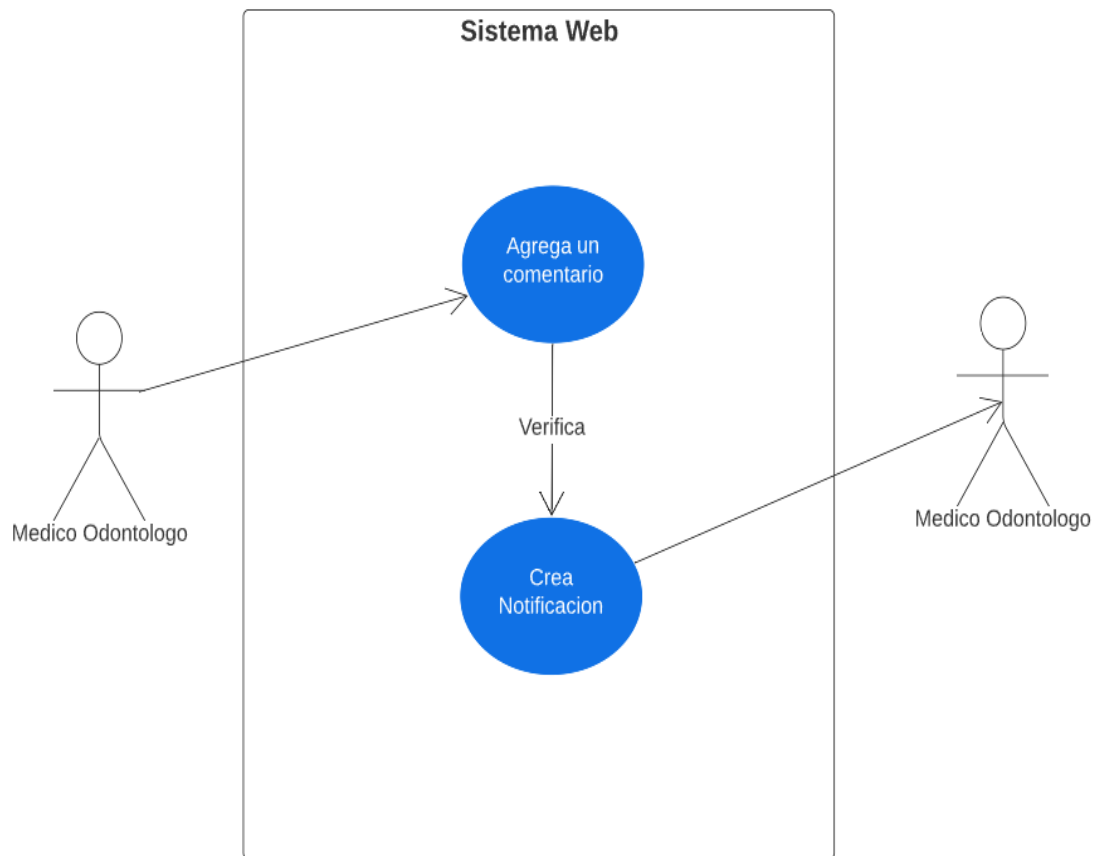 Sistema Web
Agrega un
comentario
Verifica
Medico Odontologo
Medico Odontologo
Crea
Notificacion